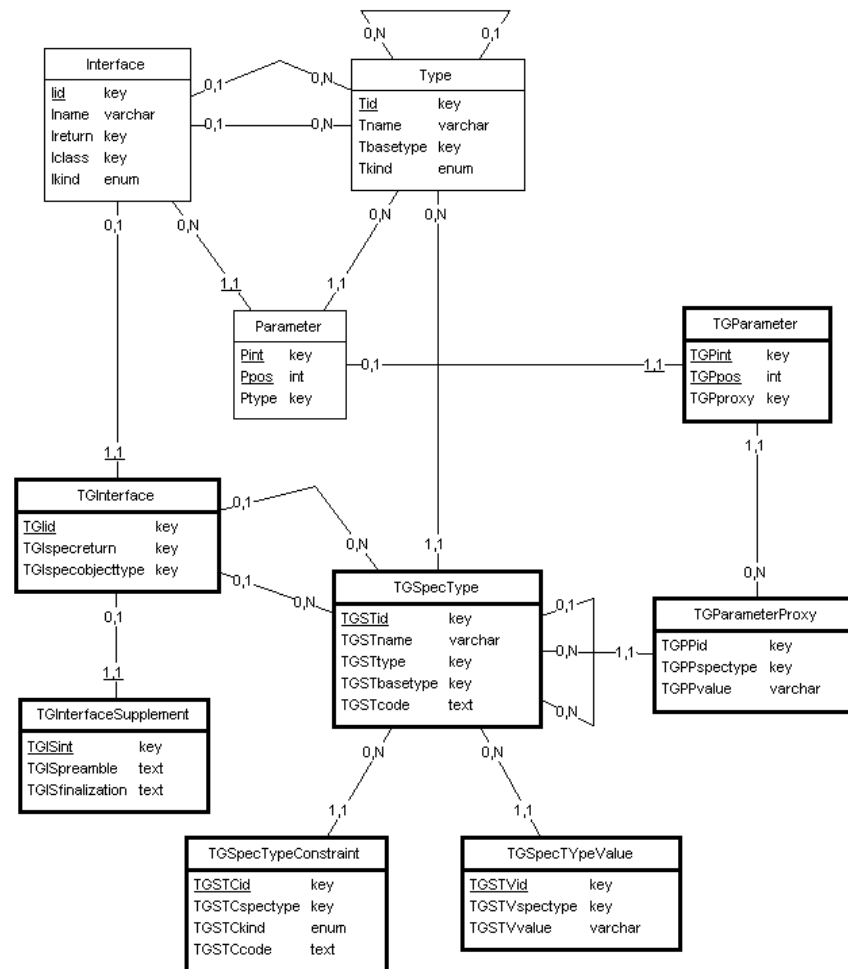 0,N 0,1
Interface
Iid key
Iname varchar
Ireturn key
Iclass key
Ikind enum
0,1 0,N
0,1 0,N
Type
Tid key
Tname varchar
Tbasetype key
Tkind enum
0,1 0,N 0,N 0,N
1,1 1,1
Parameter
Pint key
Ppos int
Ptype key
0,1 1,1
TGParameter
TGPint key
TGPpos int
TGPproxy key
1,1
1,1
TGInterface
TGIid key
TGIspecreturn key
TGIspecobjecttype key
0,1
0,N
0,1
0,N
1,1
0,N
0,1
1,1
TGSpecType
TGSTid key
TGSTname varchar
TGSTtype key
TGSTbasetype key
TGSTcode text
0,1
0,N 1,1
0,N
TGParameterProxy
TGPPid key
TGPPspectype key
TGPPvalue varchar
TGInterfaceSupplement
TGISint key
TGISpreamble text
TGISfinalization text
0,N 0,N
1,1 1,1
TGSpecTypeConstraint
TGSTCid key
TGSTCspectype key
TGSTCkind enum
TGSTCcode text
TGSpecTYpeValue
TGSTVid key
TGSTVspectype key
TGSTVvalue varchar